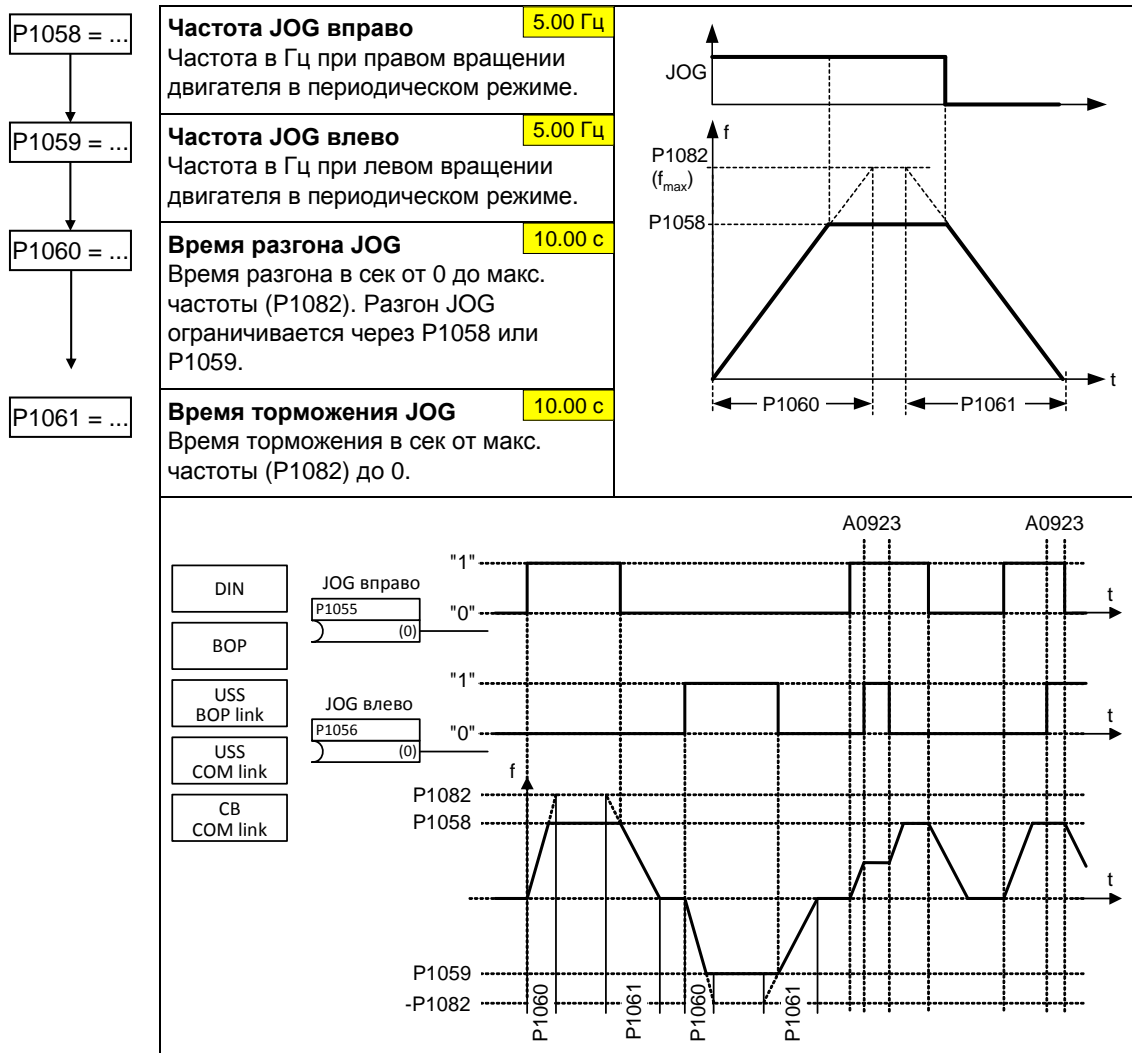 P1058 = ...
Частота JOG вправо
5.00 Гц
Частота в Гц при правом вращении
двигателя в периодическом режиме.
P1059 = ...
Частота JOG влево
5.00 Гц
Частота в Гц при левом вращении
двигателя в периодическом режиме.
P1060 = ...
Время разгона JOG
10.00 с
Время разгона в сек от 0 до макс.
частоты (P1082). Разгон JOG
ограничивается через P1058 или
P1059.
P1061 = ...
Время торможения JOG
10.00 с
Время торможения в сек от макс.
частоты (P1082) до 0.
JOG
f
P1082
(fmax)
P1058
t
P1060
P1061
A0923
A0923
DIN
BOP
USS
BOP link
USS
COM link
CB
COM link
JOG вправо
P1055
(0)
"1"
"0"
t
JOG влево
P1056
(0)
"1"
"0"
t
f
P1082
P1058
t
P1059
-P1082
P1060
P1061
P1060
P1061